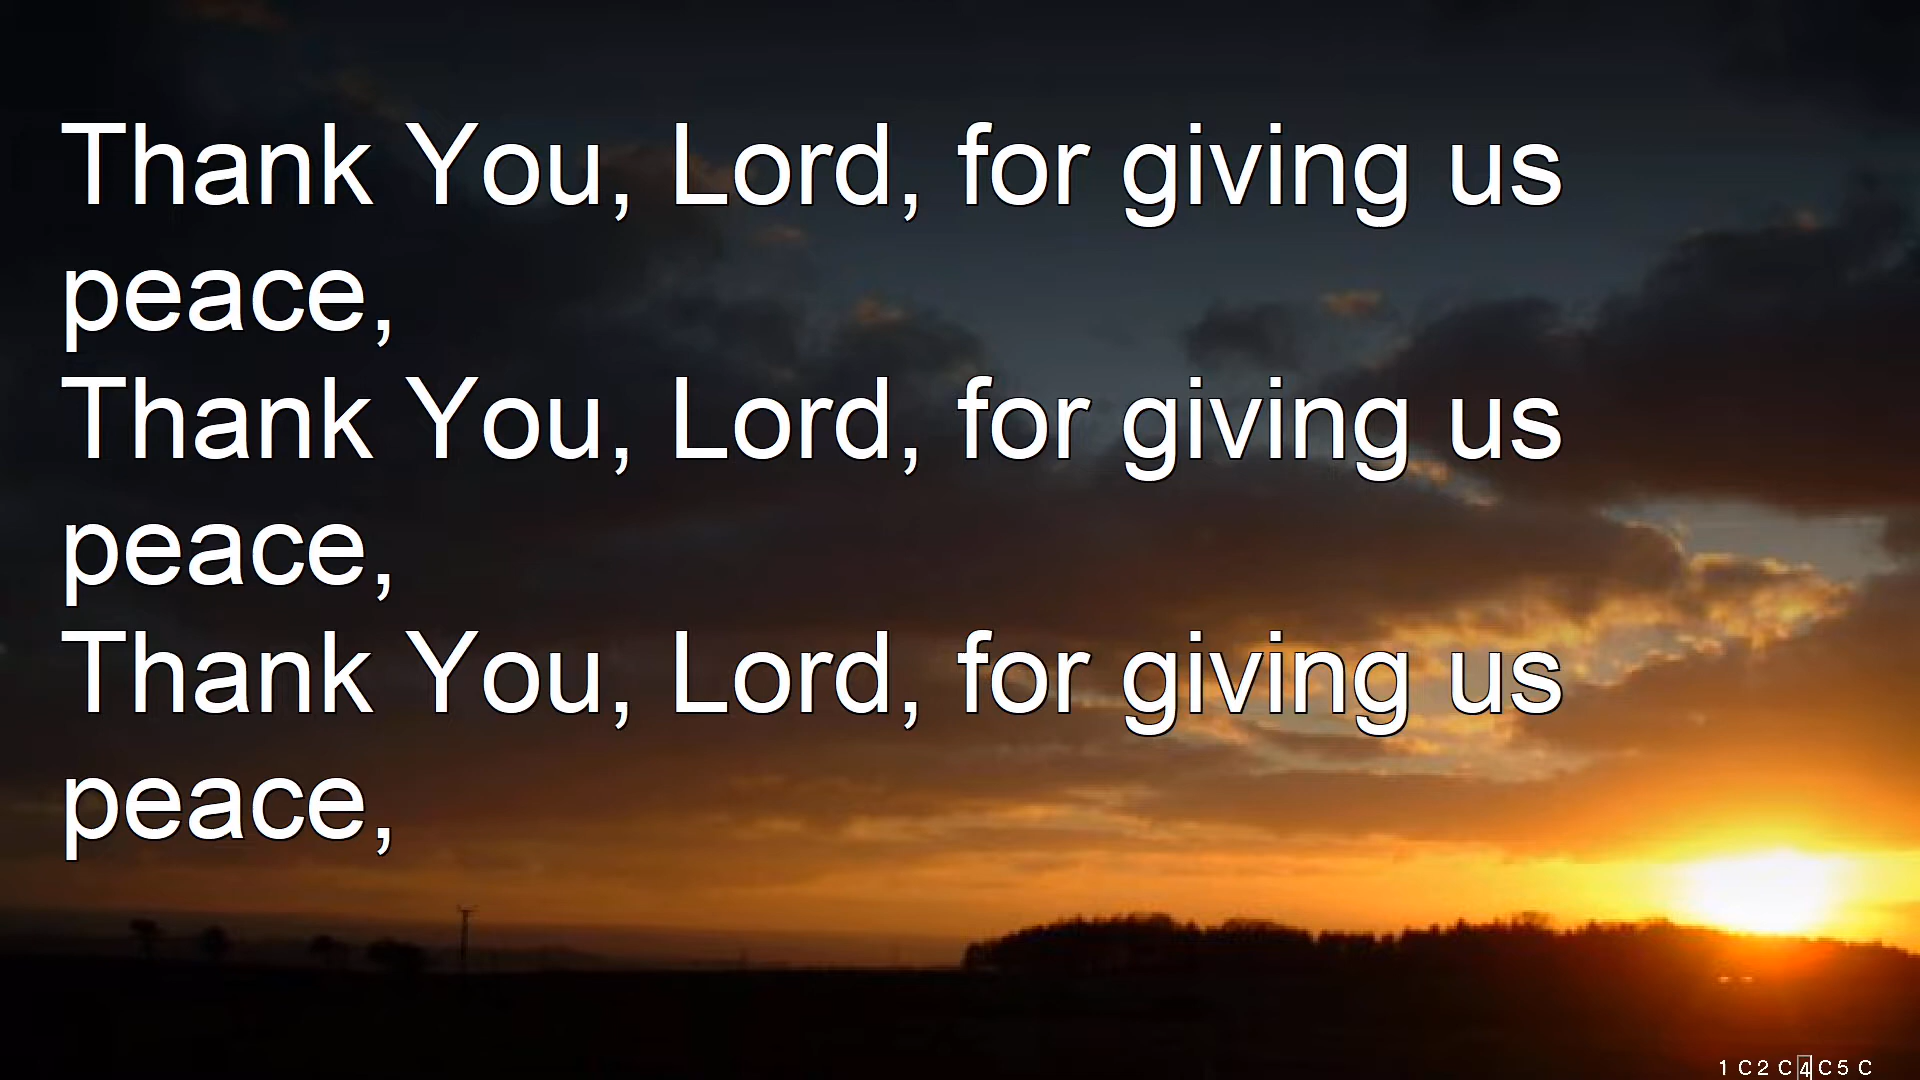 Thank You, Lord, for giving us
peace,
Thank You, Lord, for giving us
peace,
Thank You, Lord, for giving us
peace,
1 C 2 C 4 C 5 C